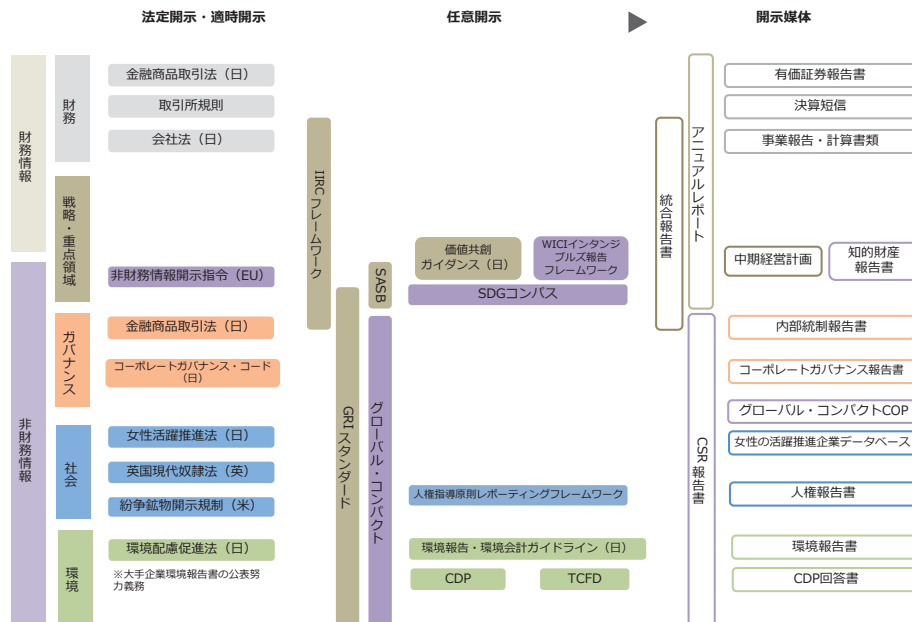 法定開示・適時開示
任意開示
開示媒体
財務情報
非財務情報
財務
戦略・重点領域
ガバナンス
社会
環境
金融商品取引法（日）
取引所規則
会社法（日）
非財務情報開示指令（EU）
金融商品取引法（日）
コーポレートガバナンス・コード
（日）
女性活躍推進法（日）
英国現代奴隷法（英）
紛争鉱物開示規制（米）
環境配慮促進法（日）
※大手企業環境報告書の公表努
力義務
IIRCフレームワーク
GRIスタンダード
SASB
グローバル・コンパクト
価値共創
ガイダンス（日）
WICIインタンジ
ブルズ報告
フレームワーク
SDGコンパス
人権指導原則レポーティングフレームワーク
環境報告・環境会計ガイドライン（日）
CDP
TCFD
統合報告書
アニュアルレポート
CSR報告書
有価証券報告書
決算短信
事業報告・計算書類
中期経営計画
知的財産
報告書
内部統制報告書
コーポレートガバナンス報告書
グローバル・コンパクトCOP
女性の活躍推進企業データベース
人権報告書
環境報告書
CDP回答書